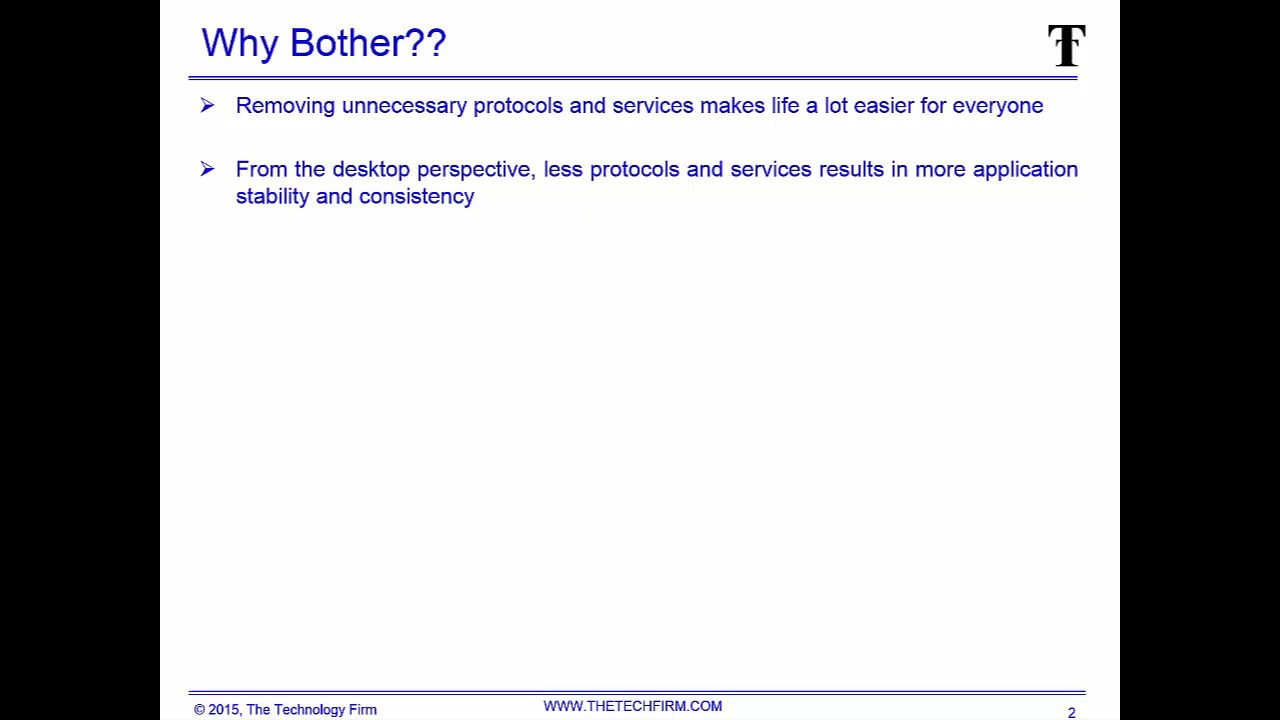 Why Bother??
TF
Removing unnecessary protocols and services makes life a lot easier for everyone
From the desktop perspective, less protocols and services results in more application
stability and consistency
© 2015, The Technology Firm
WWW.THETECHFIRM.COM
2